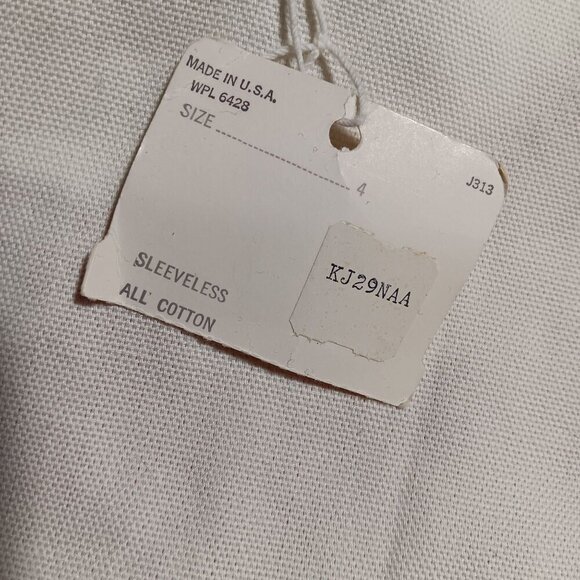 MADE IN U.S.A.
WPL 6428
SIZE
4
J313
SLEEVELESS
ALL COTTON
KJ29NAA